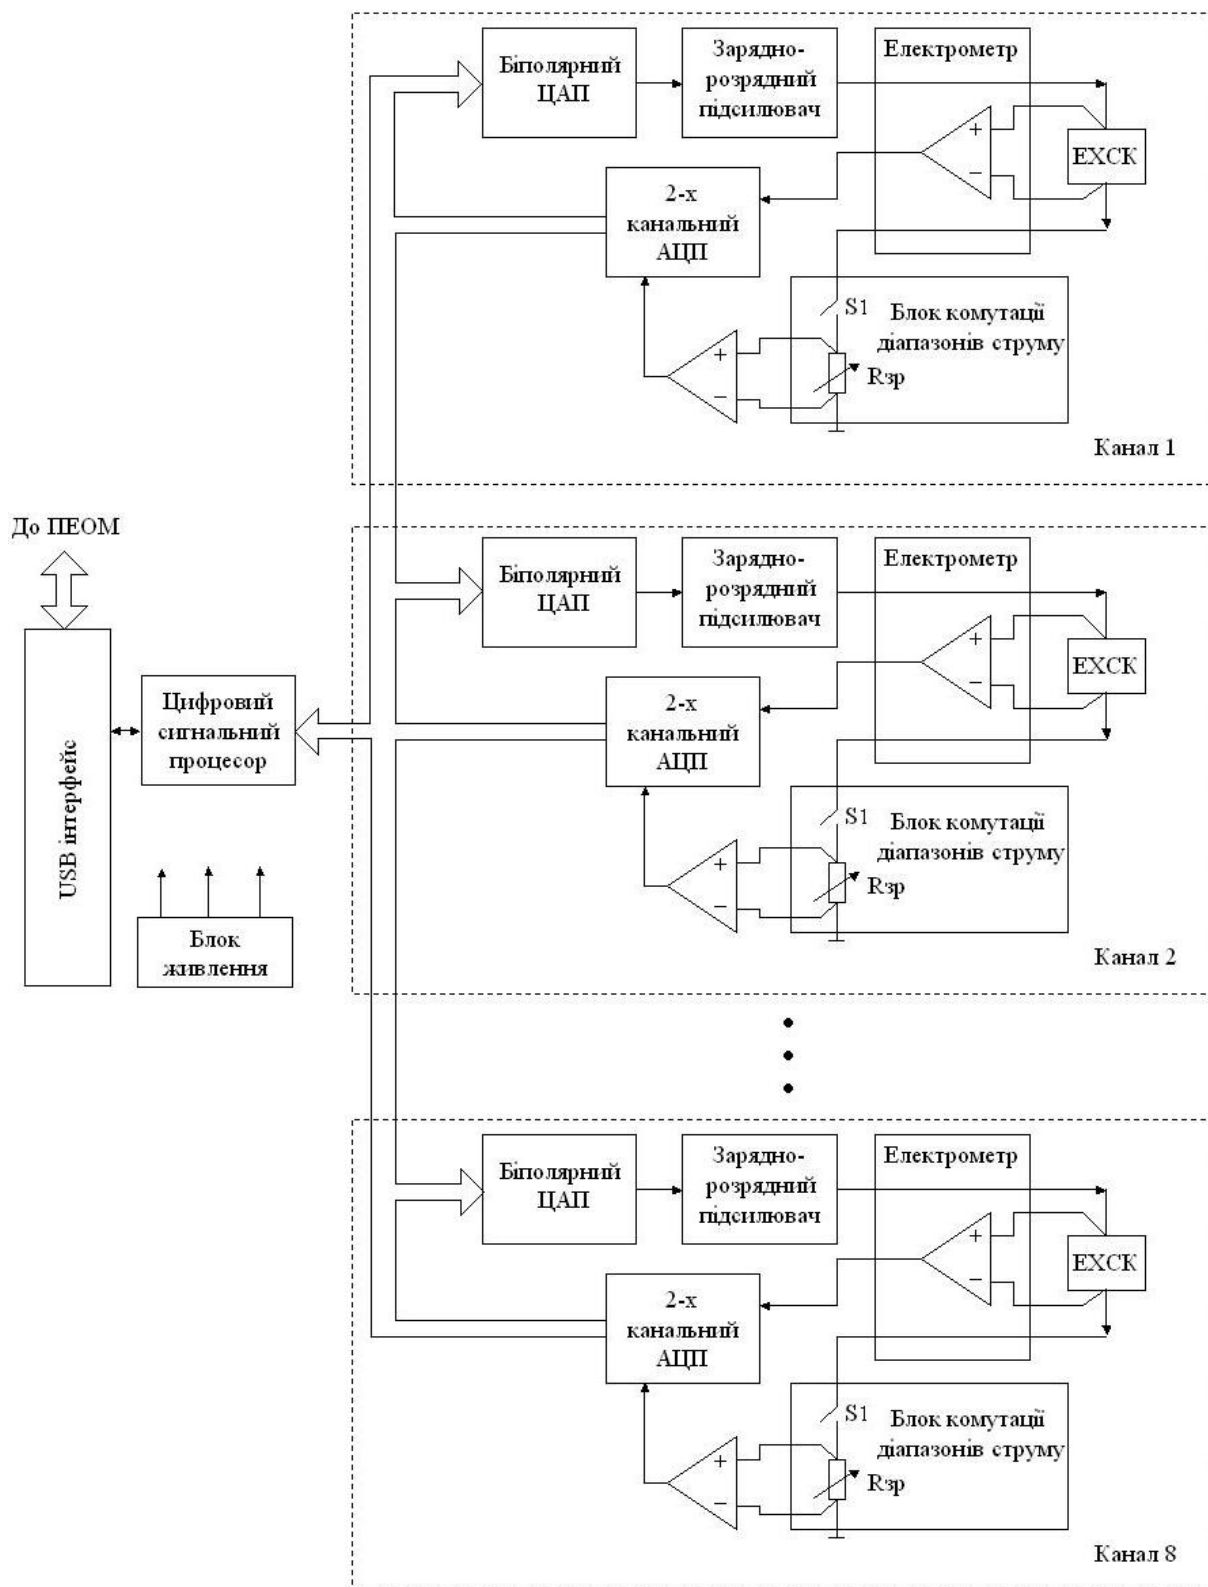 Біполярний
ЦАП
Зарядно-
розрядний
підсилювач
Електрометр
+
−
ЕХСК
2-х
канальний
АЦП
S1
Блок комутації
діапазонів струму
+
−
Rзр
Канал 1
До ПЕОМ
USB інтерфейс
Цифровий
сигнальний
процесор
Блок
живлення
Біполярний
ЦАП
Зарядно-
розрядний
підсилювач
Електрометр
+
−
ЕХСК
2-х
канальний
АЦП
S1
Блок комутації
діапазонів струму
+
−
Rзр
Канал 2
Біполярний
ЦАП
Зарядно-
розрядний
підсилювач
Електрометр
+
−
ЕХСК
2-х
канальний
АЦП
S1
Блок комутації
діапазонів струму
+
−
Rзр
Канал 8